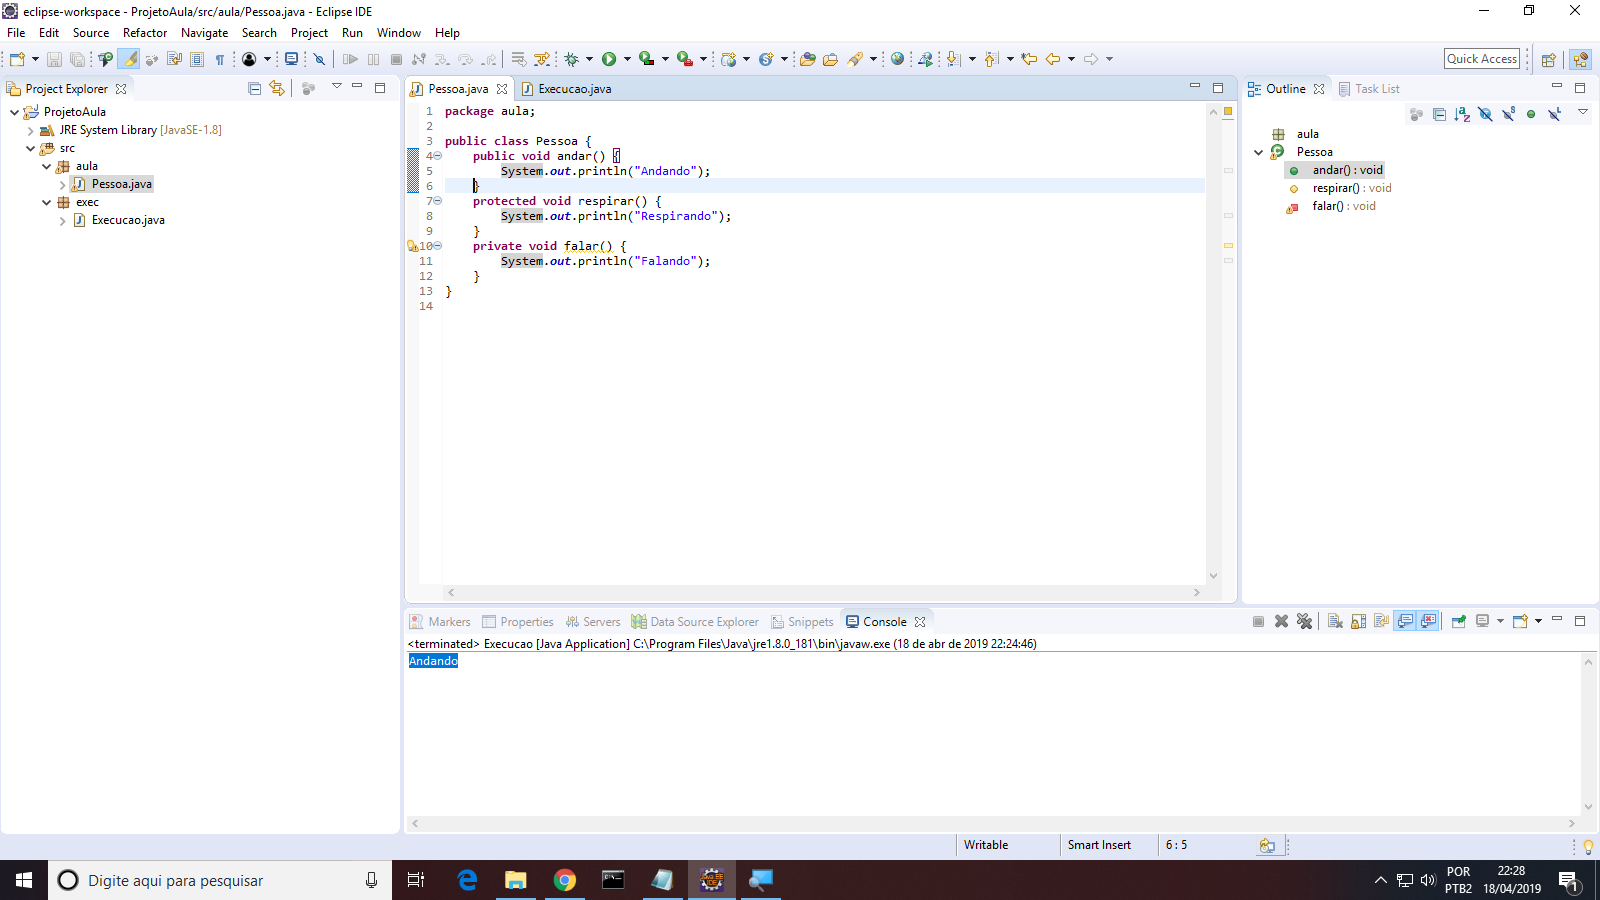 eclipse-workspace - ProjetoAula/src/aula/Pessoa.java - Eclipse IDE
File Edit Source Refactor Navigate Search Project Run Window Help
Quick Access
Project Explorer
ProjetoAula
JRE System Library [JavaSE-1.8]
src
aula
Pessoa.java
exec
Execucao.java
Pessoa.java Execucao.java
1 package aula;
2
3 public class Pessoa {
4 public void andar() {
5 System.out.println("Andando");
6 }
7 protected void respirar() {
8 System.out.println("Respirando");
9 }
10 private void falar() {
11 System.out.println("Falando");
12 }
13 }
14
Outline Task List
aula
Pessoa
andar() : void
respirar() : void
falar() : void
Markers Properties Servers Data Source Explorer Snippets Console
<terminated> Execucao [Java Application] C:\Program Files\Java\jre1.8.0_181\bin\javaw.exe (18 de abr de 2019 22:24:46)
Andando
Writable Smart Insert 6 : 5
Digite aqui para pesquisar
POR
PTB2
22:28
18/04/2019
1